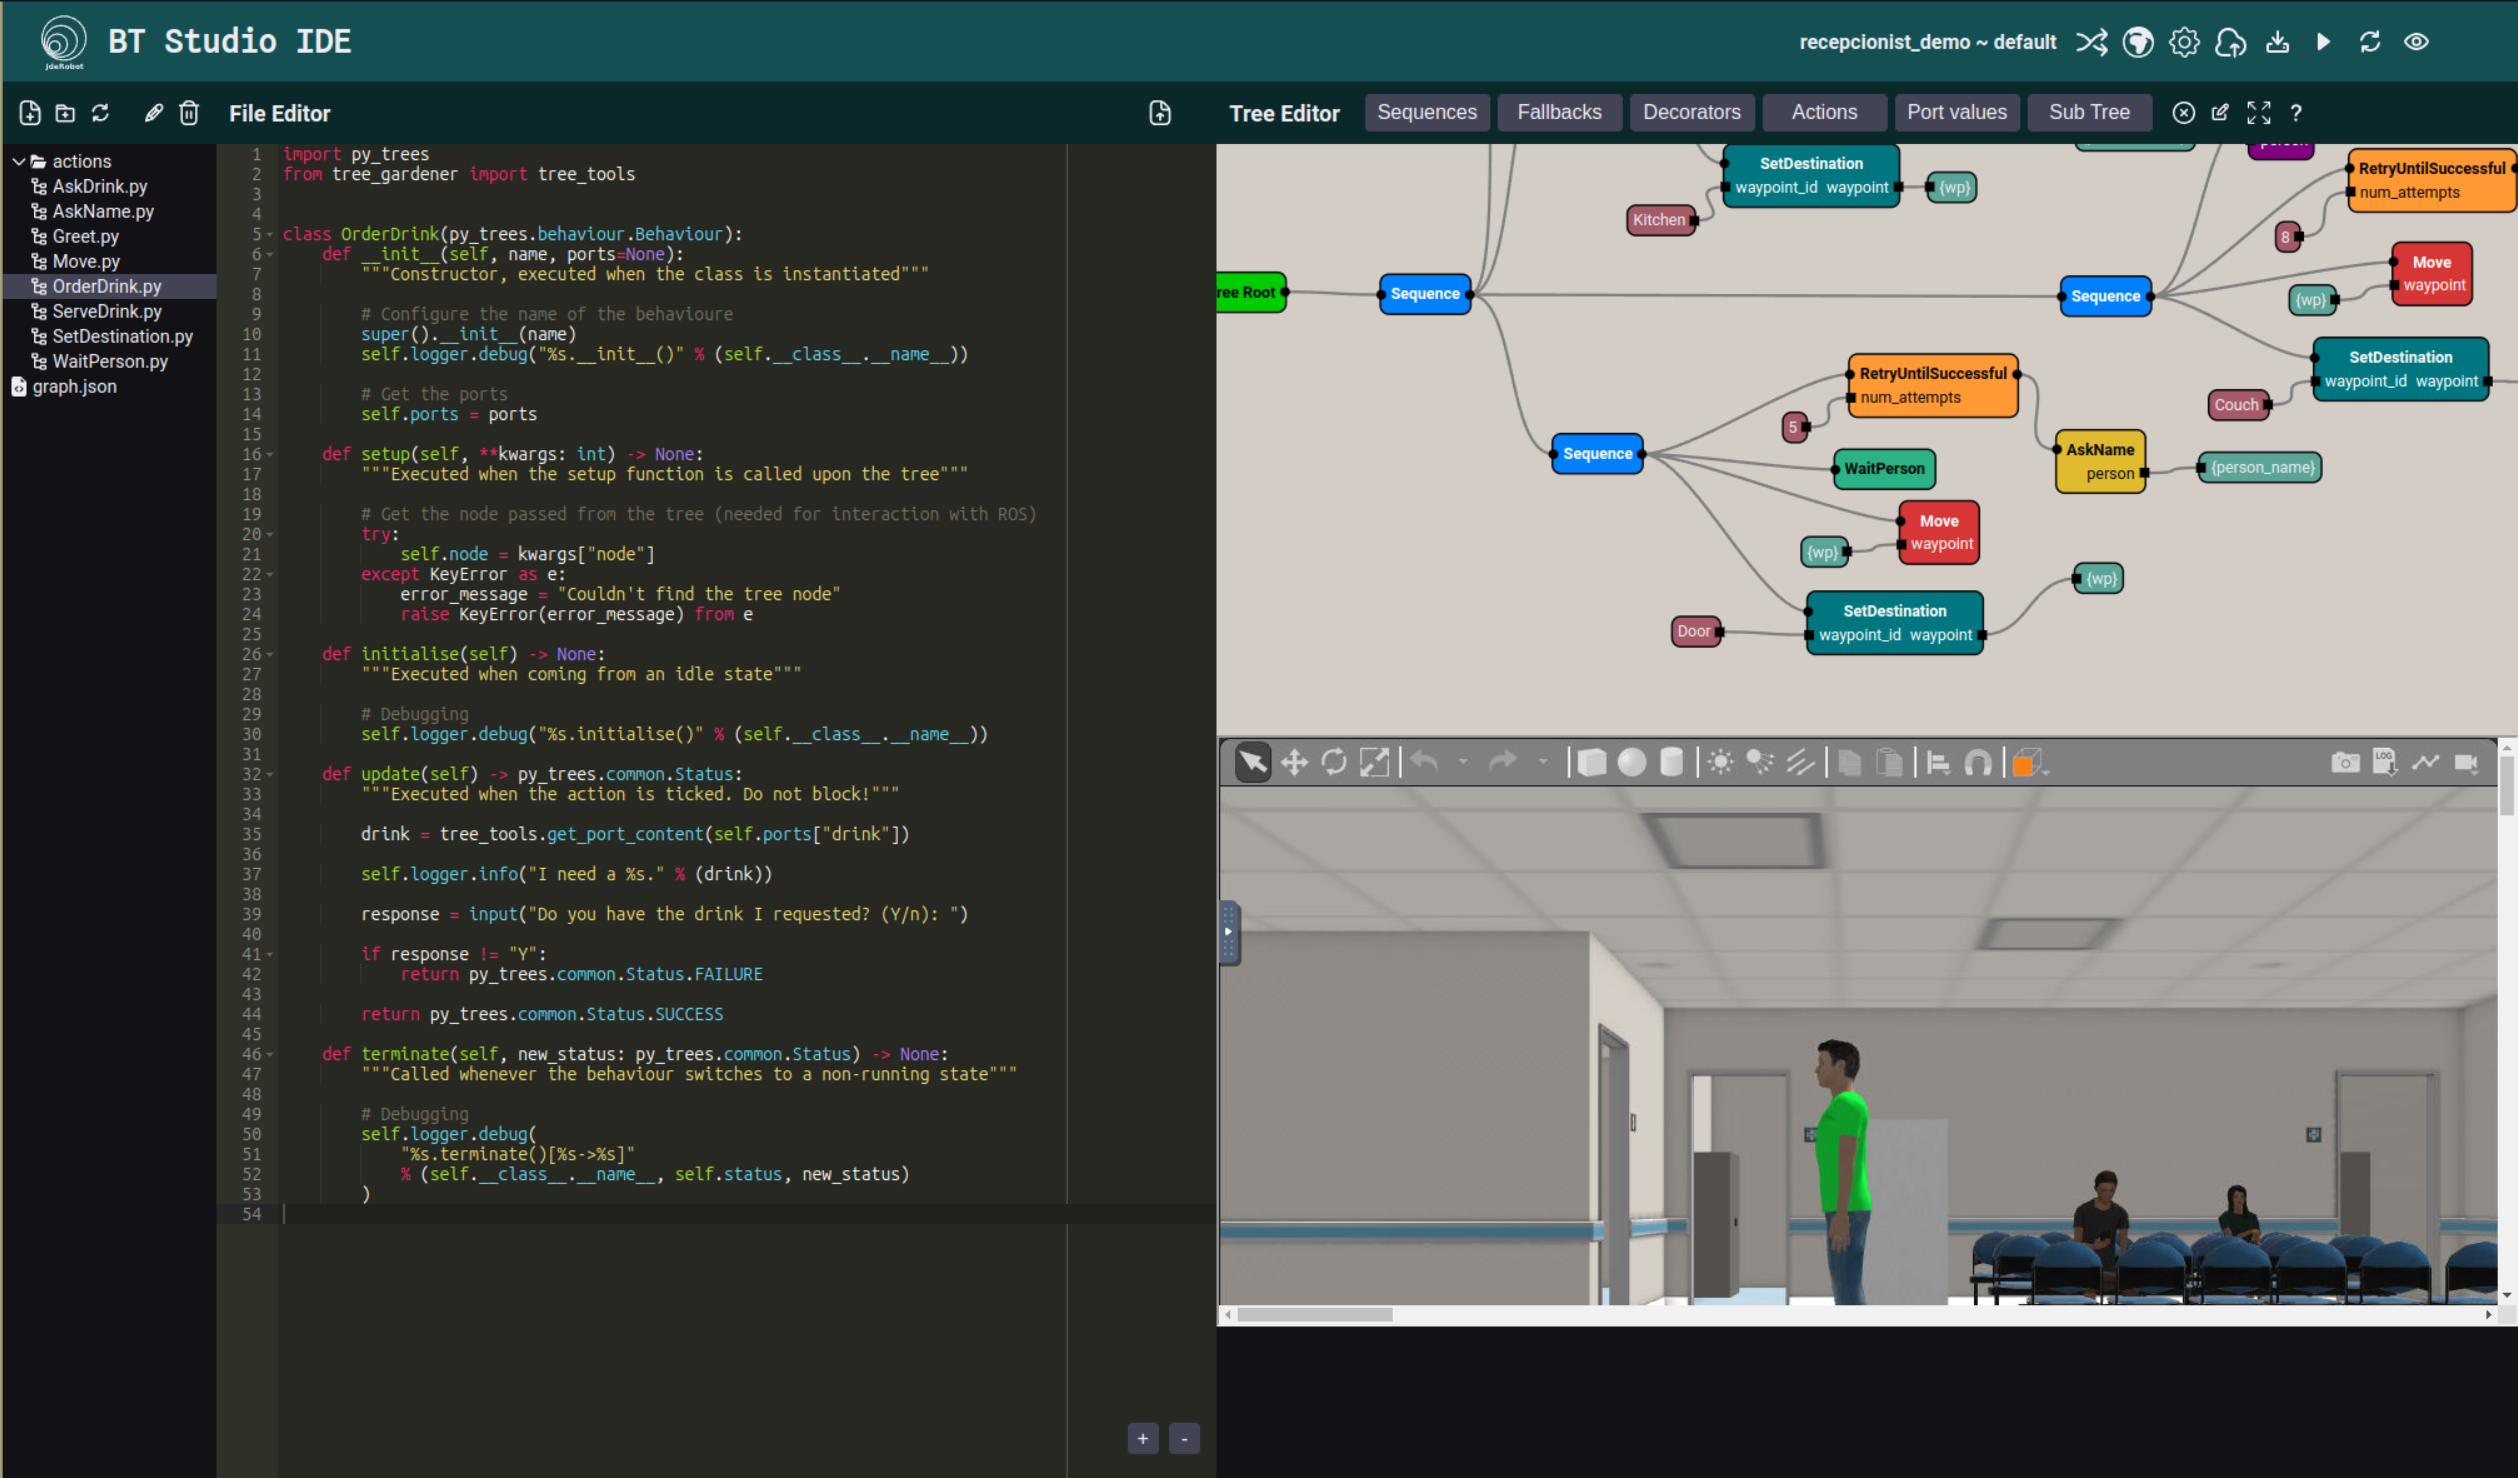 JdeRobot
BT Studio IDE
recepcionist_demo ~ default
File Editor
Tree Editor
Sequences
Fallbacks
Decorators
Actions
Port values
Sub Tree
?
actions
AskDrink.py
AskName.py
Greet.py
Move.py
OrderDrink.py
ServeDrink.py
SetDestination.py
WaitPerson.py
graph.json
1 import py_trees
2 from tree_gardener import tree_tools
3
4
5 class OrderDrink(py_trees.behaviour.Behaviour):
6 def __init__(self, name, ports=None):
7 """Constructor, executed when the class is instantiated"""
8
9 # Configure the name of the behavioure
10 super().__init__(name)
11 self.logger.debug("%s.__init__()" % (self.__class__.__name__))
12
13 # Get the ports
14 self.ports = ports
15
16 def setup(self, **kwargs: int) -> None:
17 """Executed when the setup function is called upon the tree"""
18
19 # Get the node passed from the tree (needed for interaction with ROS)
20 try:
21 self.node = kwargs["node"]
22 except KeyError as e:
23 error_message = "Couldn't find the tree node"
24 raise KeyError(error_message) from e
25
26 def initialise(self) -> None:
27 """Executed when coming from an idle state"""
28
29 # Debugging
30 self.logger.debug("%s.initialise()" % (self.__class__.__name__))
31
32 def update(self) -> py_trees.common.Status:
33 """Executed when the action is ticked. Do not block!"""
34
35 drink = tree_tools.get_port_content(self.ports["drink"])
36
37 self.logger.info("I need a %s." % (drink))
38
39 response = input("Do you have the drink I requested? (Y/n): ")
40
41 if response != "Y":
42 return py_trees.common.Status.FAILURE
43
44 return py_trees.common.Status.SUCCESS
45
46 def terminate(self, new_status: py_trees.common.Status) -> None:
47 """Called whenever the behaviour switches to a non-running state"""
48
49 # Debugging
50 self.logger.debug(
51 "%s.terminate()[%s->%s]"
52 % (self.__class__.__name__, self.status, new_status)
53 )
54
+ -
SetDestination
waypoint_id waypoint
{wp}
Kitchen
RetryUntilSuccessful
num_attempts
8
Move
waypoint
{wp}
ree Root
Sequence
Sequence
SetDestination
waypoint_id waypoint
Couch
RetryUntilSuccessful
num_attempts
5
Sequence
WaitPerson
AskName
person
{person_name}
Move
waypoint
{wp}
{wp}
SetDestination
waypoint_id waypoint
Door
LOG